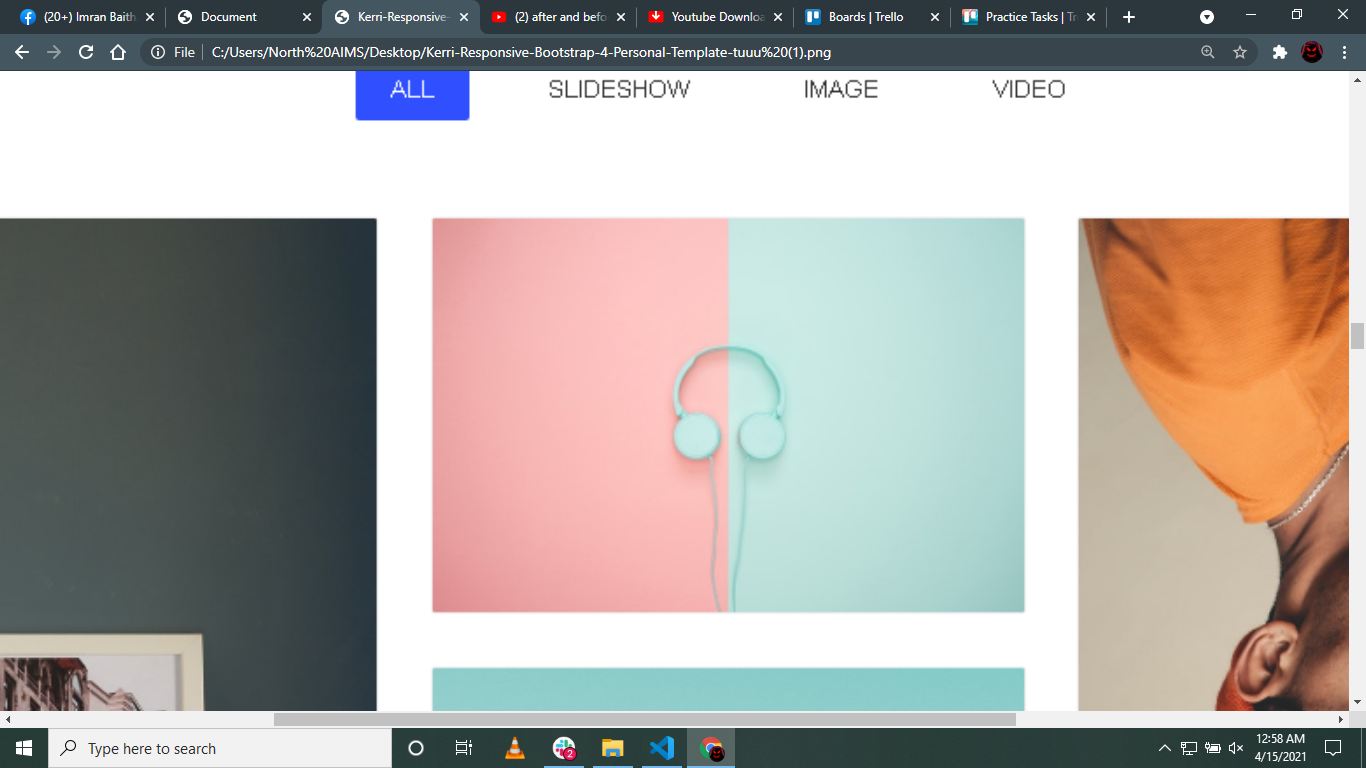 (20+) Imran Baith
Document
Kerri-Responsive-
(2) after and befo
Youtube Downloa
Boards | Trello
Practice Tasks | Tr
File
C:/Users/North%20AIMS/Desktop/Kerri-Responsive-Bootstrap-4-Personal-Template-tuuu%20(1).png
ALL
SLIDESHOW
IMAGE
VIDEO
Type here to search
2
12:58 AM
4/15/2021